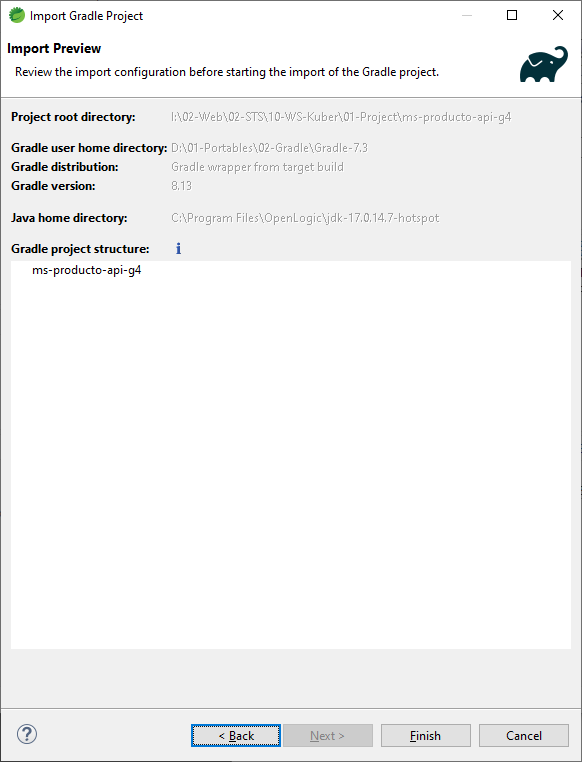 Import Gradle Project
Import Preview
Review the import configuration before starting the import of the Gradle project.
Project root directory: I:\02-Web\02-STS\10-WS-Kuber\01-Project\ms-producto-api-g4
Gradle user home directory: D:\01-Portables\02-Gradle\Gradle-7.3
Gradle distribution: Gradle wrapper from target build
Gradle version: 8.13
Java home directory: C:\Program Files\OpenLogic\jdk-17.0.14.7-hotspot
Gradle project structure:
ms-producto-api-g4
< Back Next > Finish Cancel